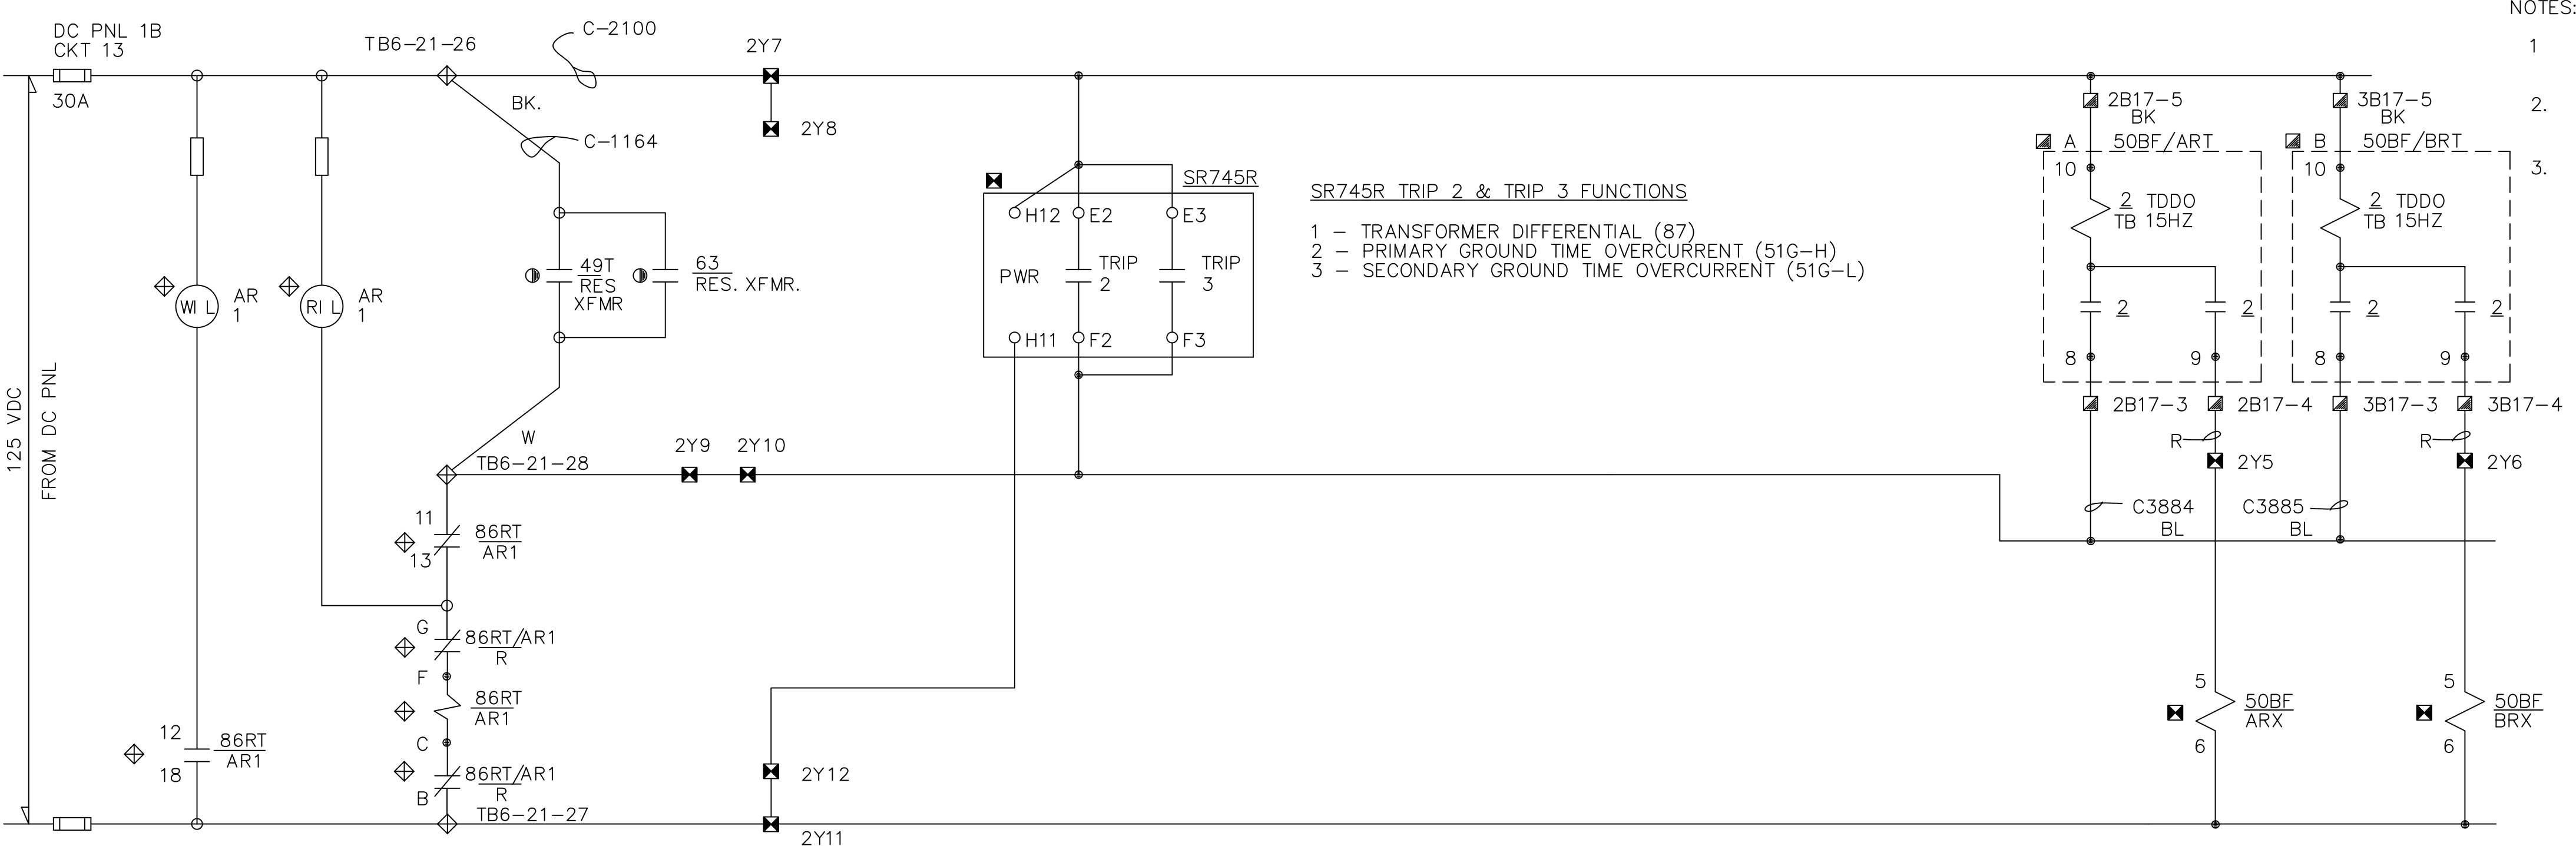 NOTES:
1
2.
3.
DC PNL 1B
CKT 13
30A
TB6-21-26
C-2100
2Y7
2Y8
BK.
C-1164
125 VDC
FROM DC PNL
WIL
AR
1
RIL
AR
1
49T
RES
XFMR
63
RES. XFMR.
W
TB6-21-28
2Y9
2Y10
SR745R
H12
E2
E3
PWR
TRIP
2
TRIP
3
H11
F2
F3
SR745R TRIP 2 & TRIP 3 FUNCTIONS
1 - TRANSFORMER DIFFERENTIAL (87)
2 - PRIMARY GROUND TIME OVERCURRENT (51G-H)
3 - SECONDARY GROUND TIME OVERCURRENT (51G-L)
2B17-5
BK
A
50BF/ART
10
2 TDDO
TB 15HZ
2
2
8
9
2B17-3
2B17-4
R
2Y5
C3884
BL
3B17-5
BK
B
50BF/BRT
10
2 TDDO
TB 15HZ
2
2
8
9
3B17-3
3B17-4
R
2Y6
C3885
BL
11
13
86RT
AR1
G
86RT/AR1
R
F
86RT
AR1
C
86RT/AR1
R
B
TB6-21-27
12
18
86RT
AR1
2Y12
2Y11
5
50BF
ARX
6
5
50BF
BRX
6